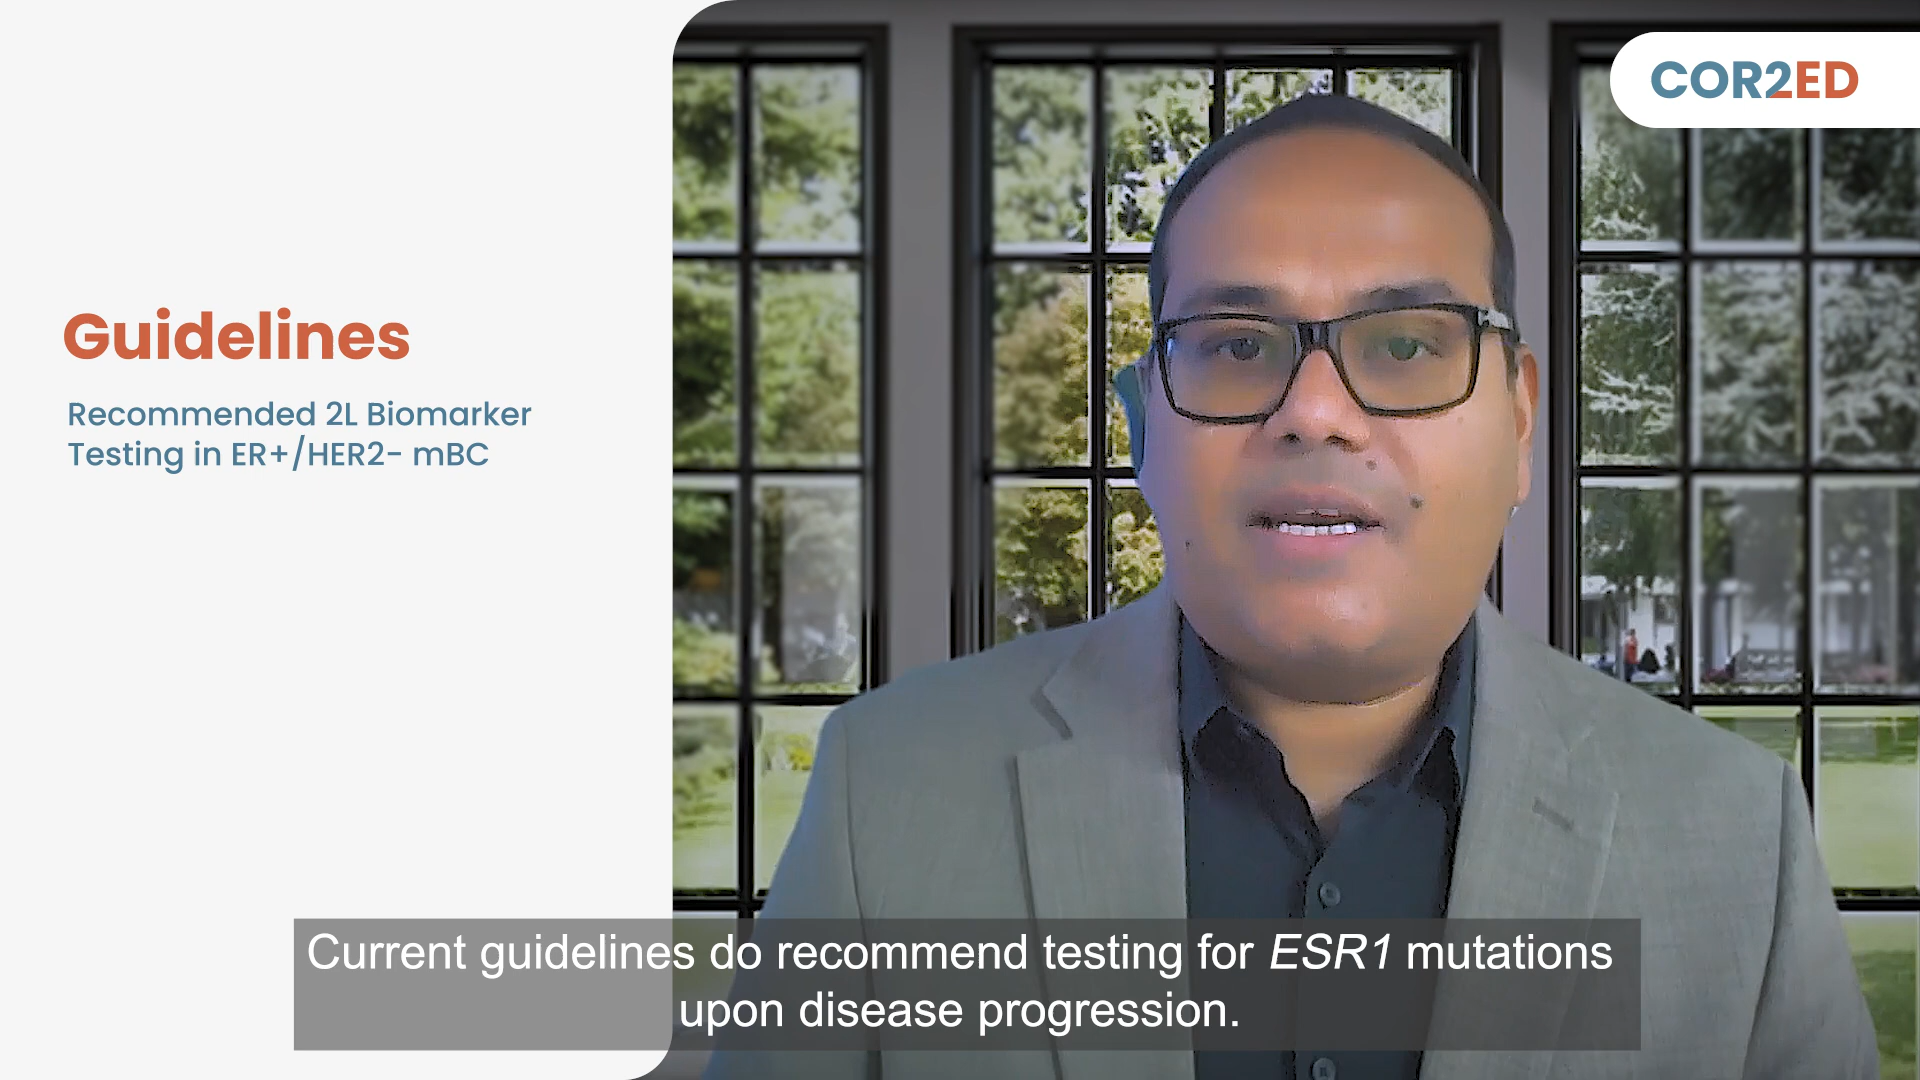 COR2ED
Guidelines
Recommended 2L Biomarker
Testing in ER+/HER2- mBC
Current guidelines do recommend testing for ESR1 mutations
upon disease progression.